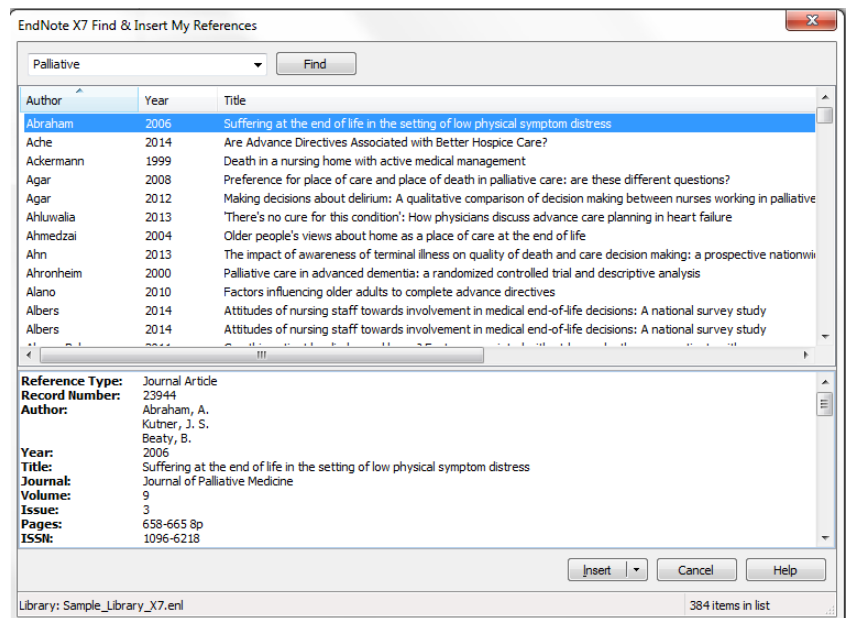 EndNote X7 Find & Insert My References
Palliative
Find
Author Year Title
Abraham 2006 Suffering at the end of life in the setting of low physical symptom distress
Ache 2014 Are Advance Directives Associated with Better Hospice Care?
Ackermann 1999 Death in a nursing home with active medical management
Agar 2008 Preference for place of care and place of death in palliative care: are these different questions?
Agar 2012 Making decisions about delirium: A qualitative comparison of decision making between nurses working in palliative
Ahluwalia 2013 'There's no cure for this condition': How physicians discuss advance care planning in heart failure
Ahmedzai 2004 Older people's views about home as a place of care at the end of life
Ahn 2013 The impact of awareness of terminal illness on quality of death and care decision making: a prospective nationwi
Ahronheim 2000 Palliative care in advanced dementia: a randomized controlled trial and descriptive analysis
Alano 2010 Factors influencing older adults to complete advance directives
Albers 2014 Attitudes of nursing staff towards involvement in medical end-of-life decisions: A national survey study
Albers 2014 Attitudes of nursing staff towards involvement in medical end-of-life decisions: A national survey study
Reference Type: Journal Article
Record Number: 23944
Author: Abraham, A.
Kutner, J. S.
Beaty, B.
Year: 2006
Title: Suffering at the end of life in the setting of low physical symptom distress
Journal: Journal of Palliative Medicine
Volume: 9
Issue: 3
Pages: 658-665 8p
ISSN: 1096-6218
Insert Cancel Help
Library: Sample_Library_X7.enl 384 items in list